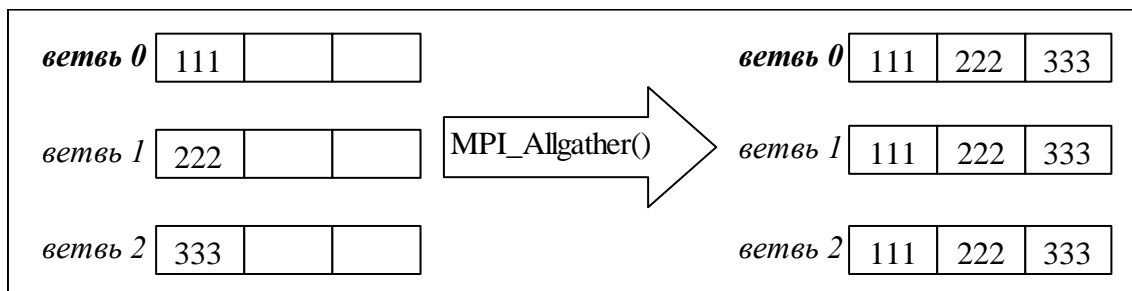 ветвь 0 111 ветвь 0 111 222 333
ветвь 1 222 MPI_Allgather() ветвь 1 111 222 333
ветвь 2 333 ветвь 2 111 222 333